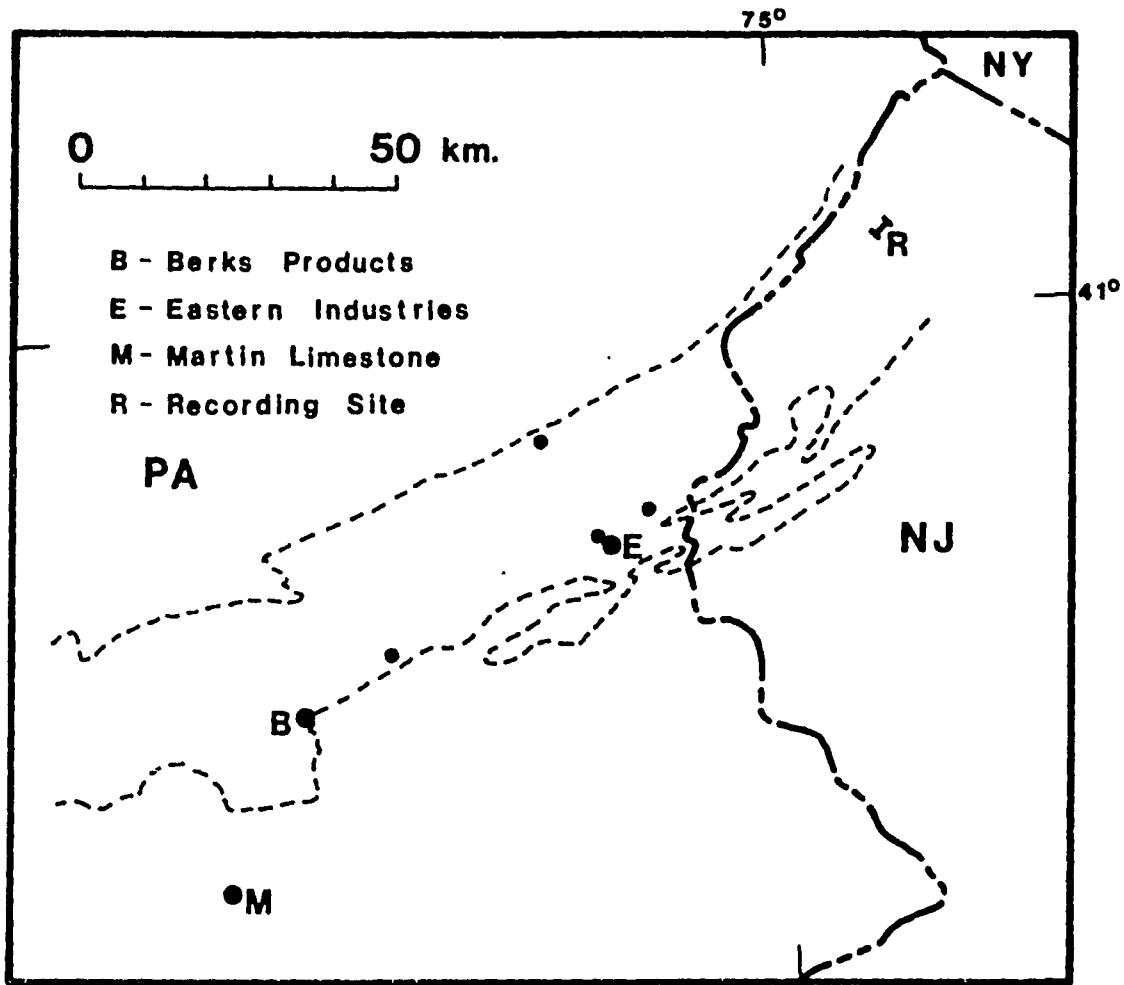 75°
NY
0 50 km.
R
B - Berks Products
41°
E - Eastern Industries
M - Martin Limestone
R - Recording Site
PA
NJ
E
B
M